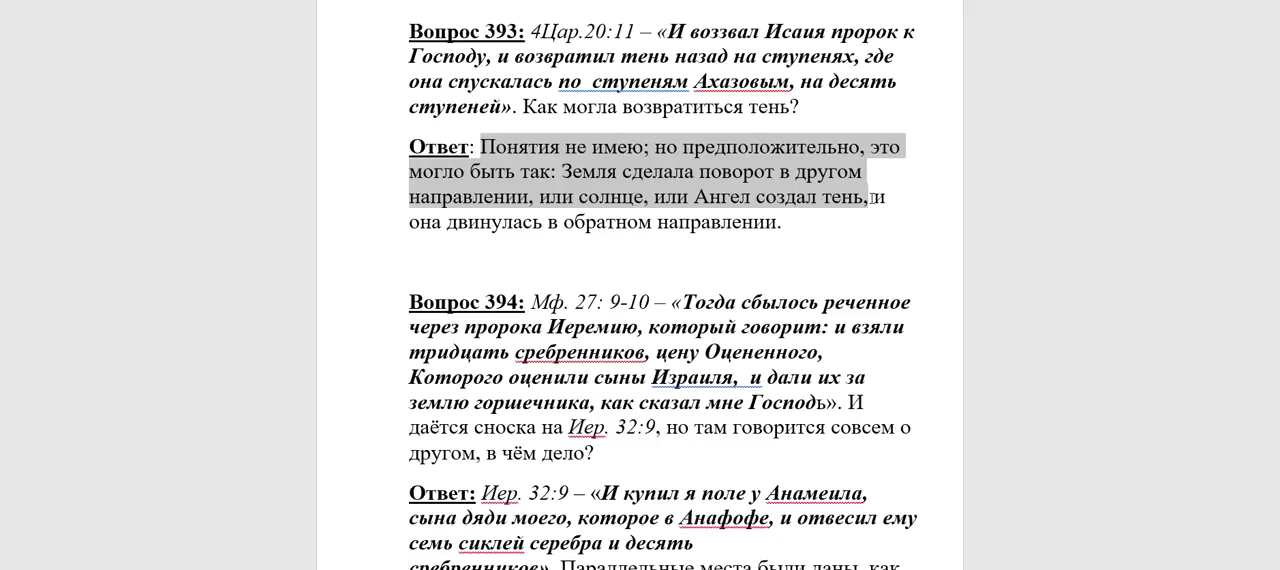 Вопрос 393: 4Цар.20:11 – «И воззвал Исаия пророк к
Господу, и возвратил тень назад на ступенях, где
она спускалась по  ступеням Ахазовым, на десять
ступеней». Как могла возвратиться тень?
Ответ: Понятия не имею; но предположительно, это
могло быть так: Земля сделала поворот в другом
направлении, или солнце, или Ангел создал тень, и
она двинулась в обратном направлении.
Вопрос 394: Мф. 27: 9-10 – «Тогда сбылось реченное
через пророка Иеремию, который говорит: и взяли
тридцать сребренников, цену Оцененного,
Которого оценили сыны Израиля,  и дали их за
землю горшечника, как сказал мне Господь». И
даётся сноска на Иер. 32:9, но там говорится совсем о
другом, в чём дело?
Ответ: Иер. 32:9 – «И купил я поле у Анамеила,
сына дяди моего, которое в Анафофе, и отвесил ему
семь сиклей серебра и десять
сребренников». Параллельные места были даны, как